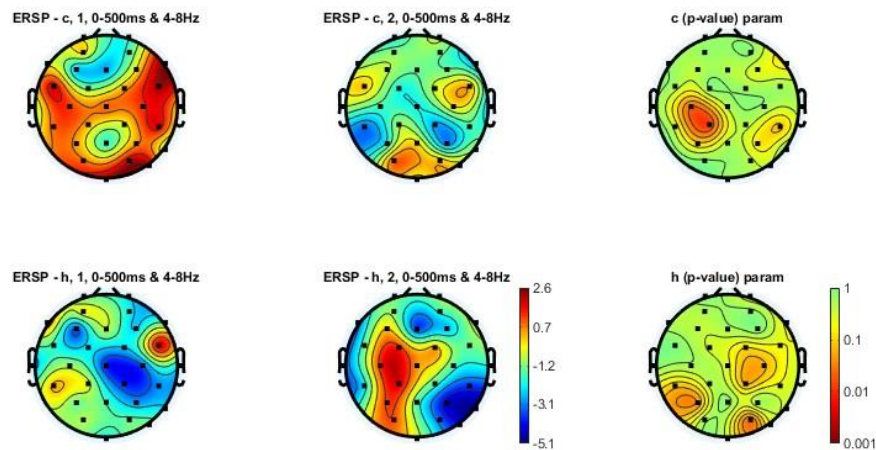 ERSP - c, 1, 0-500ms & 4-8Hz
ERSP - c, 2, 0-500ms & 4-8Hz
c (p-value) param
ERSP - h, 1, 0-500ms & 4-8Hz
ERSP - h, 2, 0-500ms & 4-8Hz
2.6
0.7
-1.2
-3.1
-5.1
h (p-value) param
1
0.1
0.01
0.001